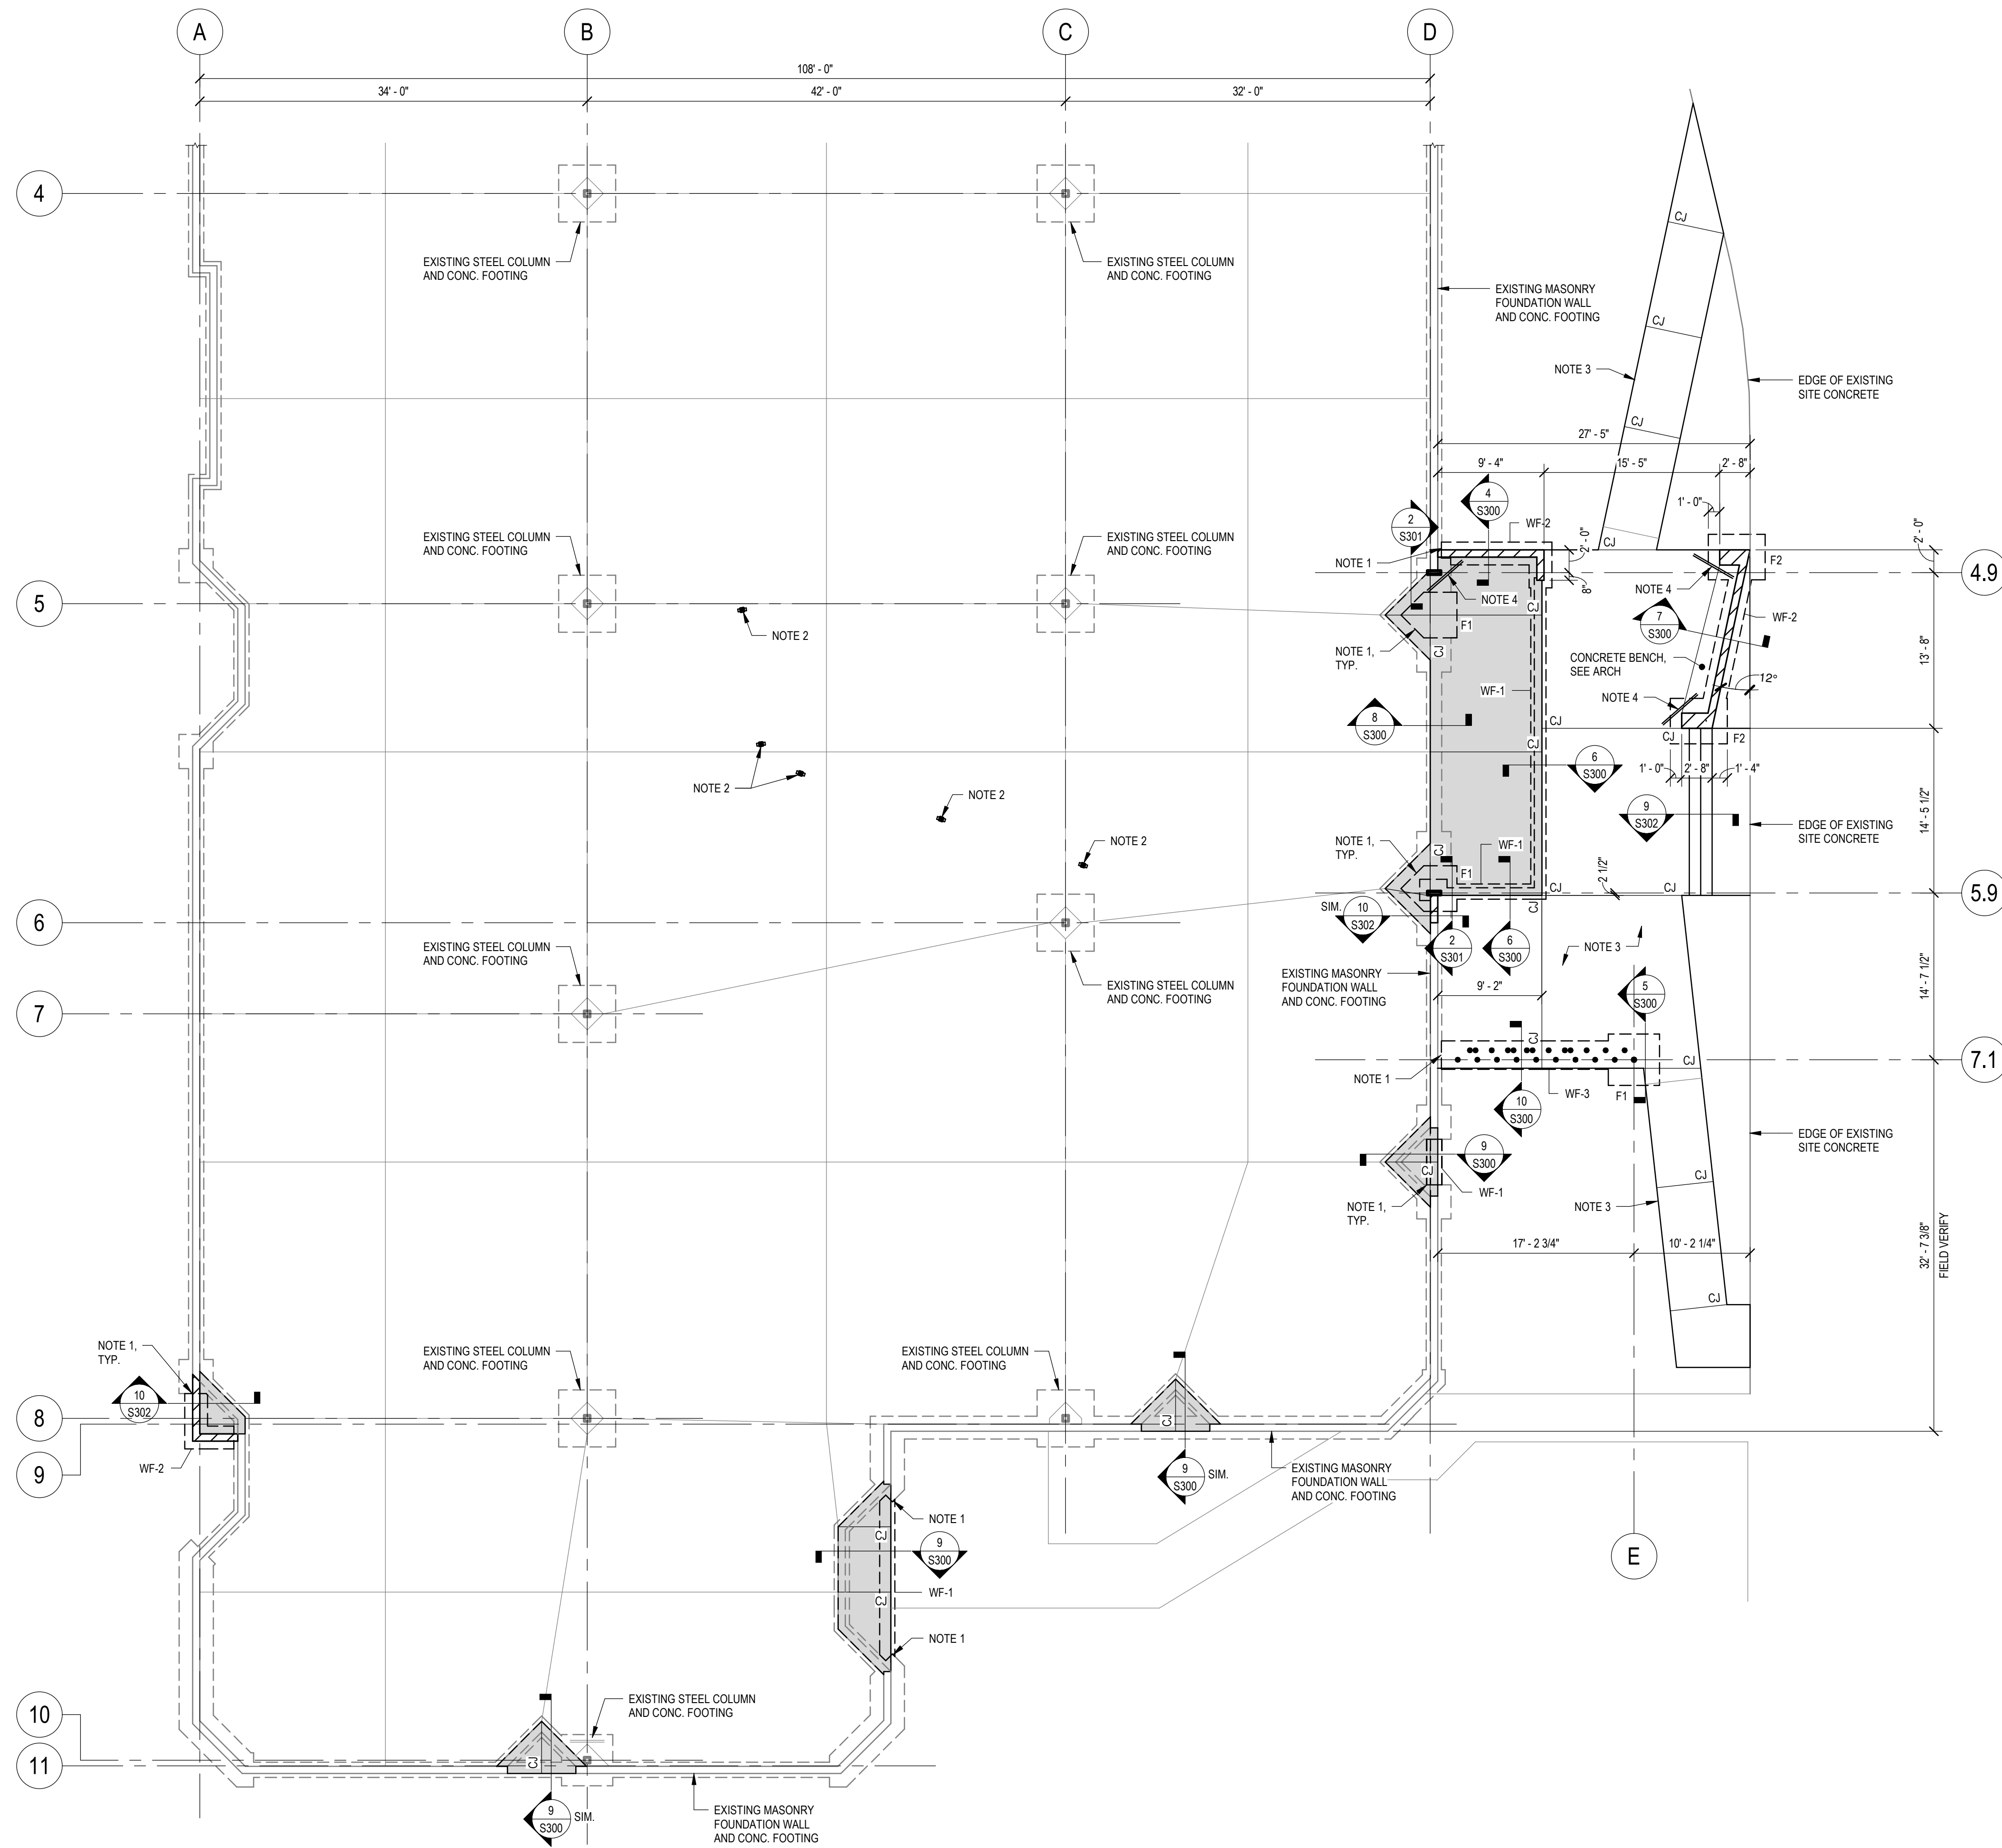 A
B
C
D
108' - 0"
34' - 0"
42' - 0"
32' - 0"
4
EXISTING STEEL COLUMN
AND CONC. FOOTING
EXISTING STEEL COLUMN
AND CONC. FOOTING
CJ
EXISTING MASONRY
FOUNDATION WALL
AND CONC. FOOTING
CJ
NOTE 3
EDGE OF EXISTING
SITE CONCRETE
CJ
27' - 5"
9' - 4"
15' - 5"
2' - 8"
4
S300
1' - 0"
2
S301
WF-2
EXISTING STEEL COLUMN
AND CONC. FOOTING
EXISTING STEEL COLUMN
AND CONC. FOOTING
2' - 0"
CJ
2' - 0"
NOTE 1
F2
4.9
8"
NOTE 4
NOTE 4
5
CJ
F1
WF-2
7
S300
NOTE 2
NOTE 1,
TYP.
CJ
CONCRETE BENCH,
SEE ARCH
13' - 8"
12°
WF-1
NOTE 4
8
S300
CJ
CJ
F2
CJ
6
S300
1' - 0"
2' - 8"
1' - 4"
NOTE 2
NOTE 2
9
S302
14' - 5 1/2"
EDGE OF EXISTING
SITE CONCRETE
NOTE 2
NOTE 1,
TYP.
CJ
WF-1
F1
2 1/2"
CJ
CJ
5.9
SIM.
10
S302
CJ
6
EXISTING STEEL COLUMN
AND CONC. FOOTING
2
S301
6
S300
NOTE 3
EXISTING MASONRY
FOUNDATION WALL
AND CONC. FOOTING
EXISTING STEEL COLUMN
AND CONC. FOOTING
9' - 2"
5
S300
14' - 7 1/2"
7
CJ
CJ
7.1
NOTE 1
WF-3
F1
10
S300
EDGE OF EXISTING
SITE CONCRETE
9
S300
CJ
CJ
WF-1
NOTE 1,
TYP.
NOTE 3
17' - 2 3/4"
10' - 2 1/4"
32' - 7 3/8"
FIELD VERIFY
CJ
NOTE 1,
TYP.
EXISTING STEEL COLUMN
AND CONC. FOOTING
EXISTING STEEL COLUMN
AND CONC. FOOTING
10
S302
8
CJ
9
WF-2
9
S300
SIM.
EXISTING MASONRY
FOUNDATION WALL
AND CONC. FOOTING
NOTE 1
CJ
9
S300
E
WF-1
CJ
NOTE 1
EXISTING STEEL COLUMN
AND CONC. FOOTING
10
CJ
11
9
S300
SIM.
EXISTING MASONRY
FOUNDATION WALL
AND CONC. FOOTING